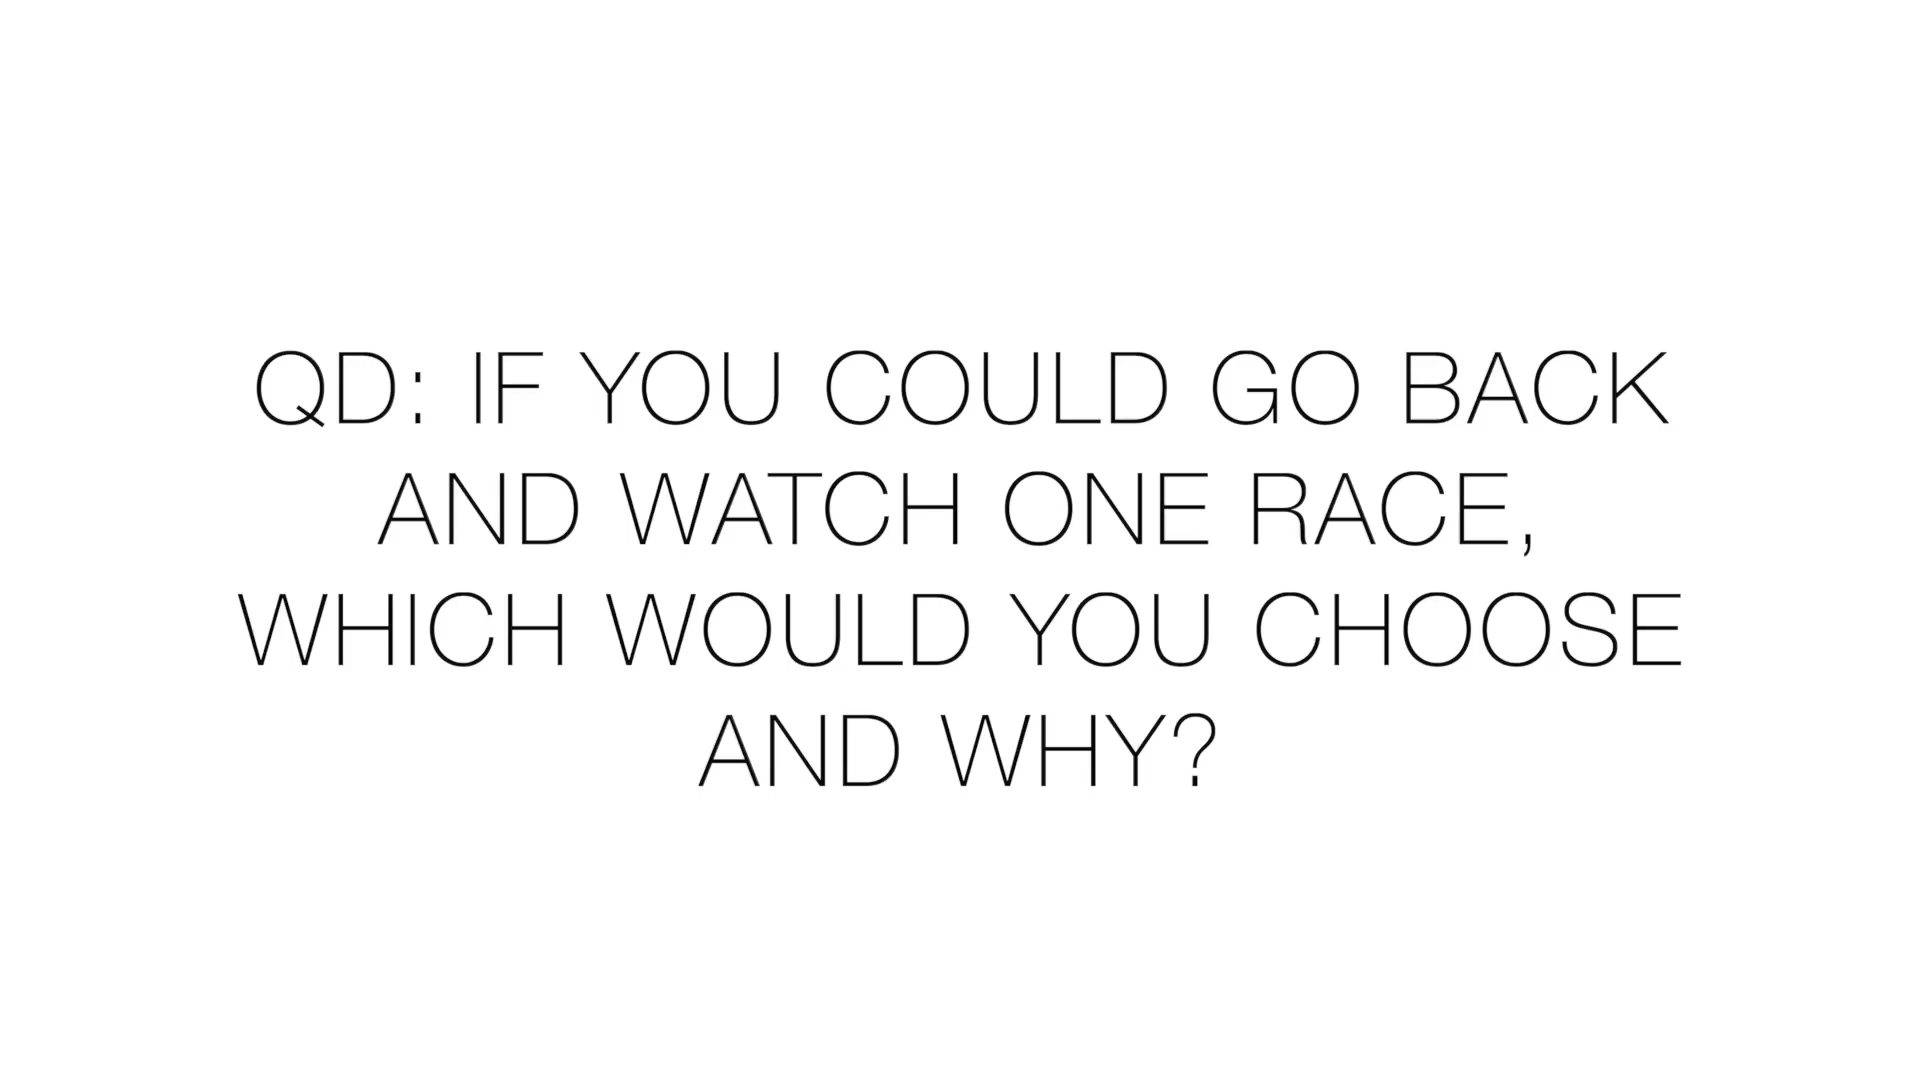 QD: IF YOU COULD GO BACK
AND WATCH ONE RACE,
WHICH WOULD YOU CHOOSE
AND WHY?